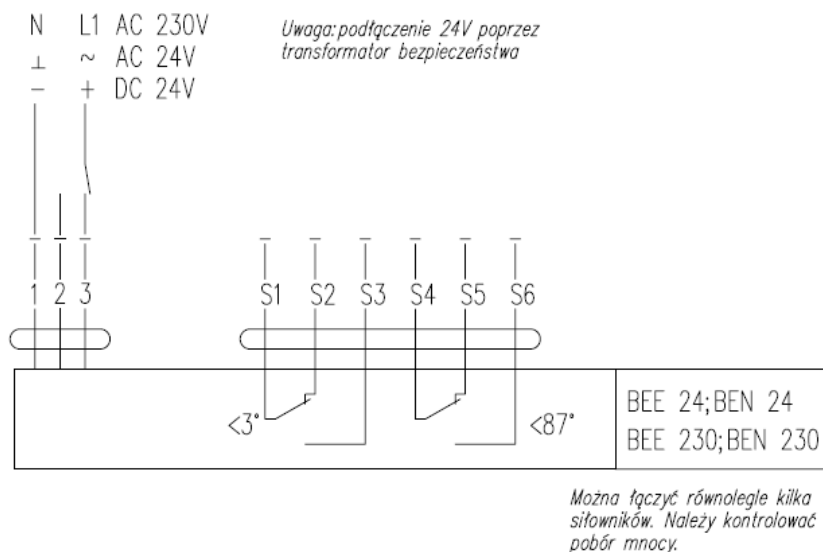 N L1 AC 230V
⊥ ~ AC 24V
− + DC 24V
Uwaga: podłączenie 24V poprzez
transformator bezpieczeństwa
1 2 3 S1 S2 S3 S4 S5 S6
<3° <87°
BEE 24;BEN 24
BEE 230;BEN 230
Można łączyć równolegle kilka
siłowników. Należy kontrolować
pobór mnocy.